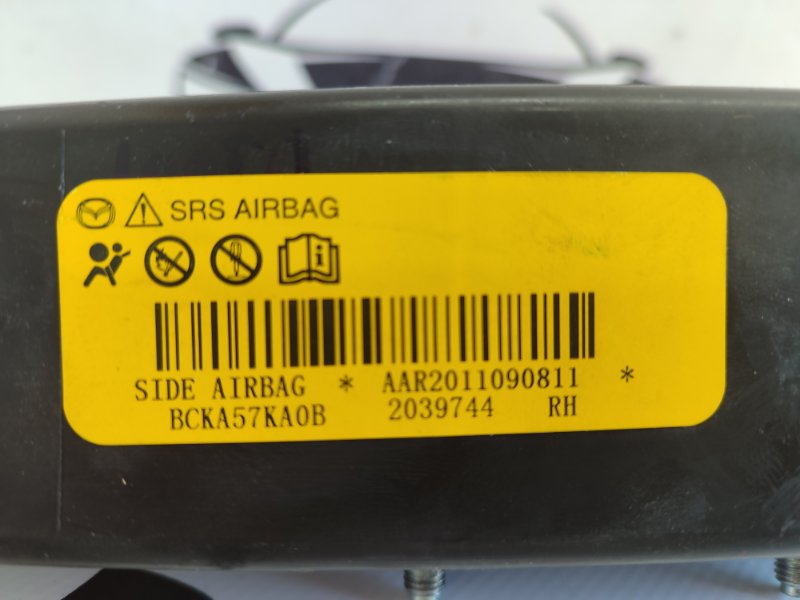 SRS AIRBAG
SIDE AIRBAG * AAR2011090811 *
BCKA57KA0B 2039744 RH